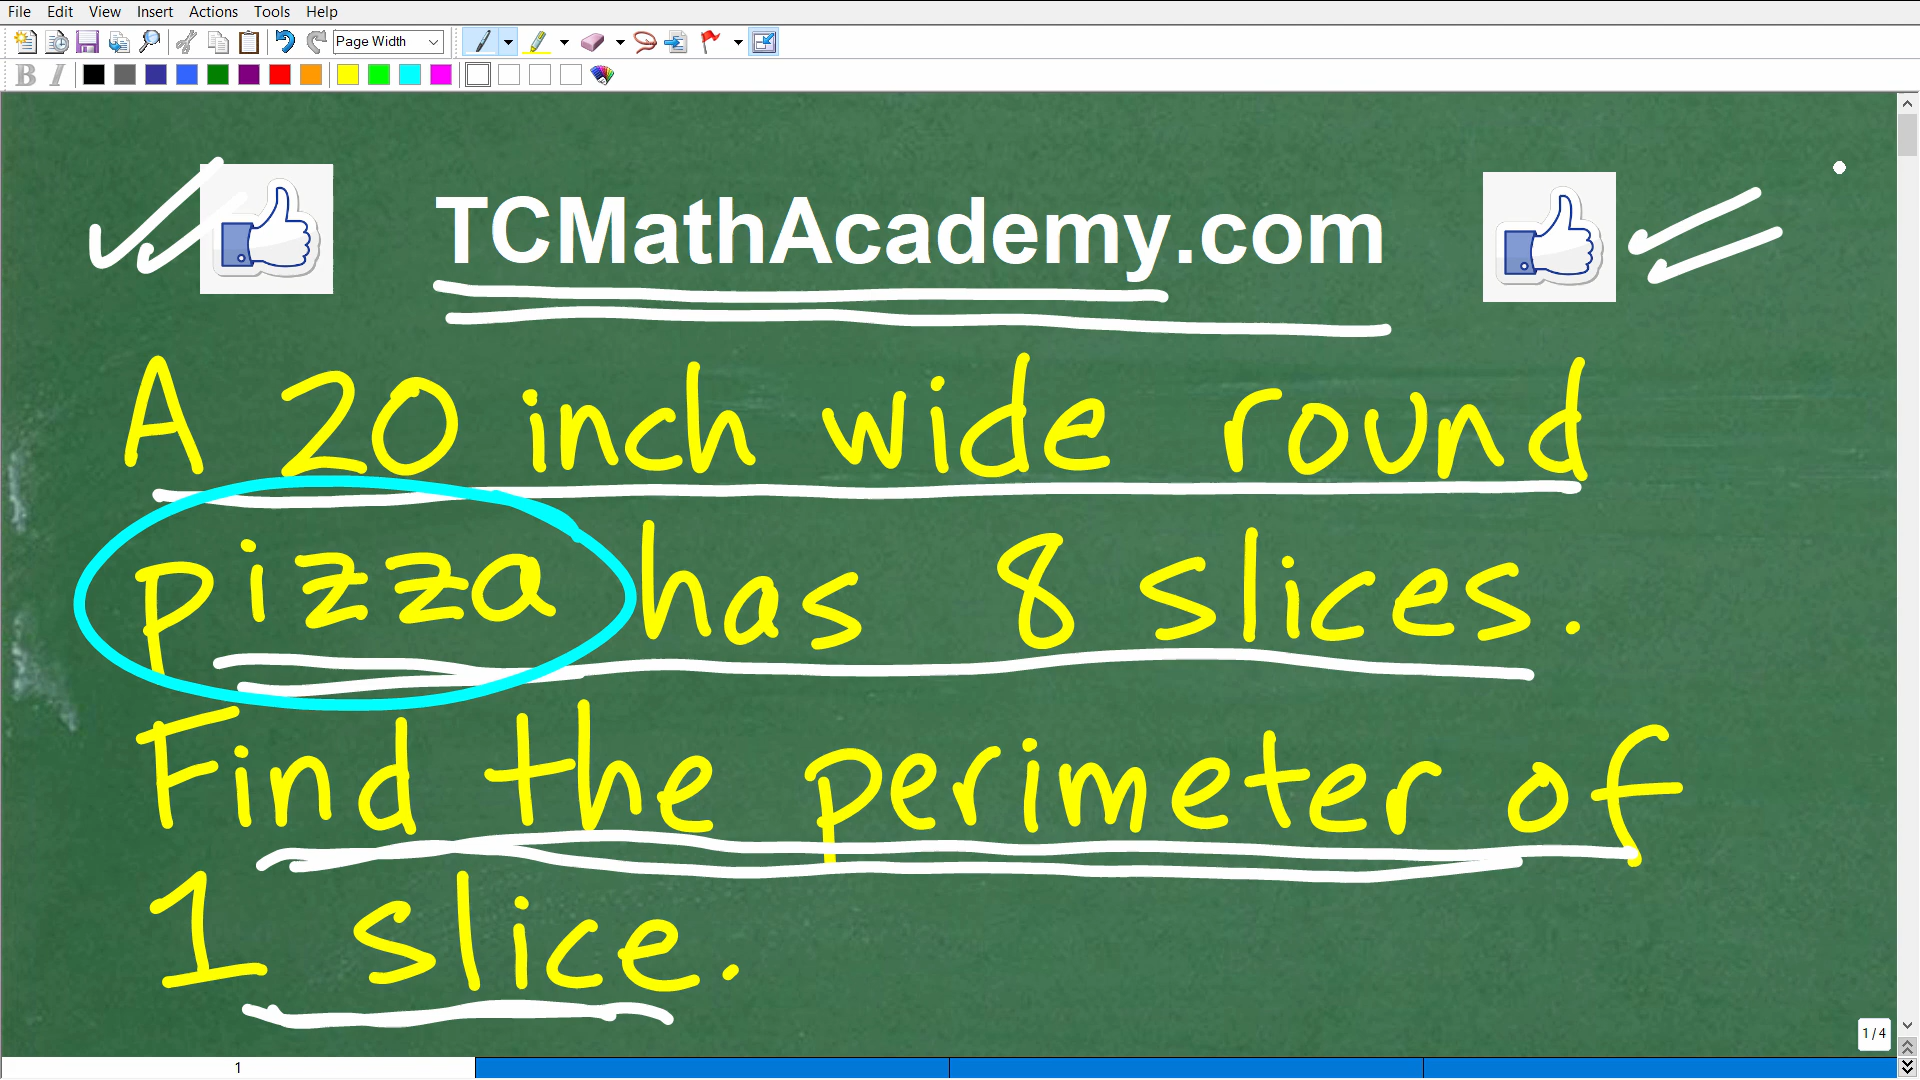 File Edit View Insert Actions Tools Help
Page Width
B I
TCMathAcademy.com
A 20 inch wide round
pizza has 8 slices.
Find the perimeter of
1 slice.
1 / 4
1